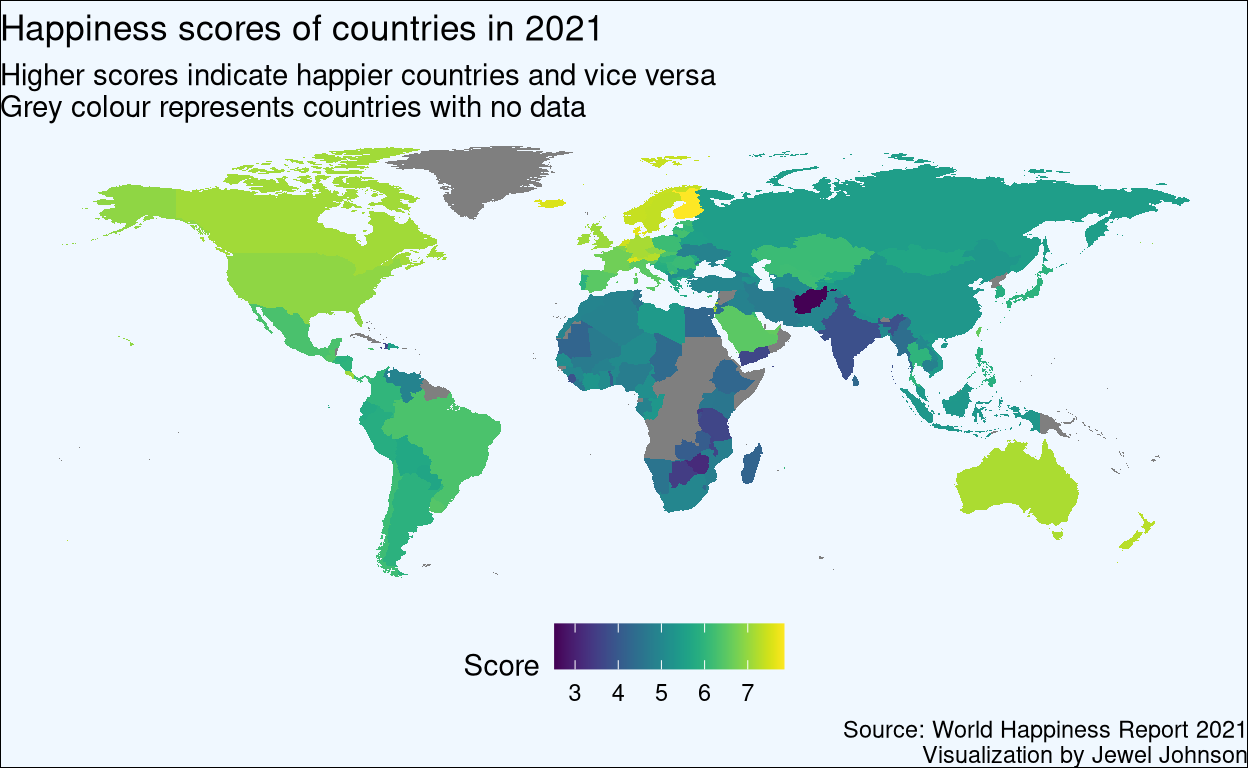 Happiness scores of countries in 2021
Higher scores indicate happier countries and vice versa
Grey colour represents countries with no data
Score
3 4 5 6 7
Source: World Happiness Report 2021
Visualization by Jewel Johnson